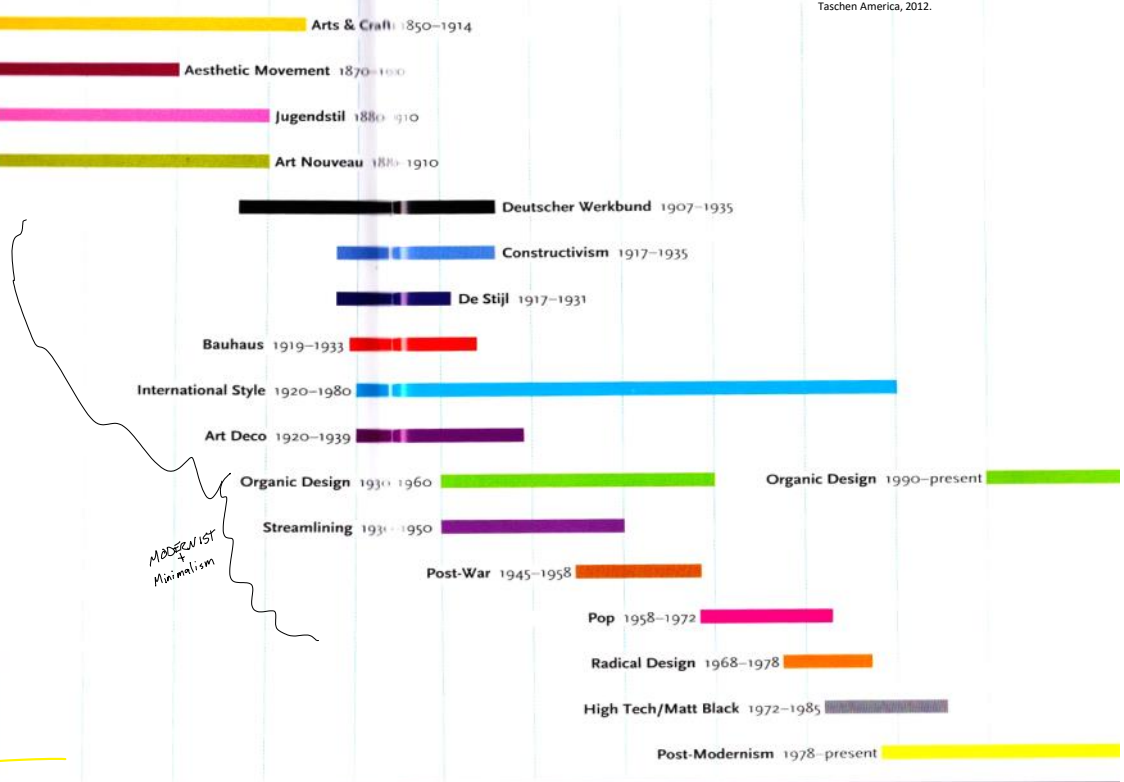 Taschen America, 2012.
Arts & Craft 1850–1914
Aesthetic Movement 1870–
Jugendstil 1880 910
Art Nouveau 1910
Deutscher Werkbund 1907–1935
Constructivism 1917–1935
De Stijl 1917–1931
Bauhaus 1919–1933
International Style 1920–1980
Art Deco 1920–1939
Organic Design 1930 1960
Organic Design 1990–present
Streamlining 1950
MODERNIST
+
Minimalism
Post-War 1945–1958
Pop 1958–1972
Radical Design 1968–1978
High Tech/Matt Black 1972–1985
Post-Modernism 1978–present